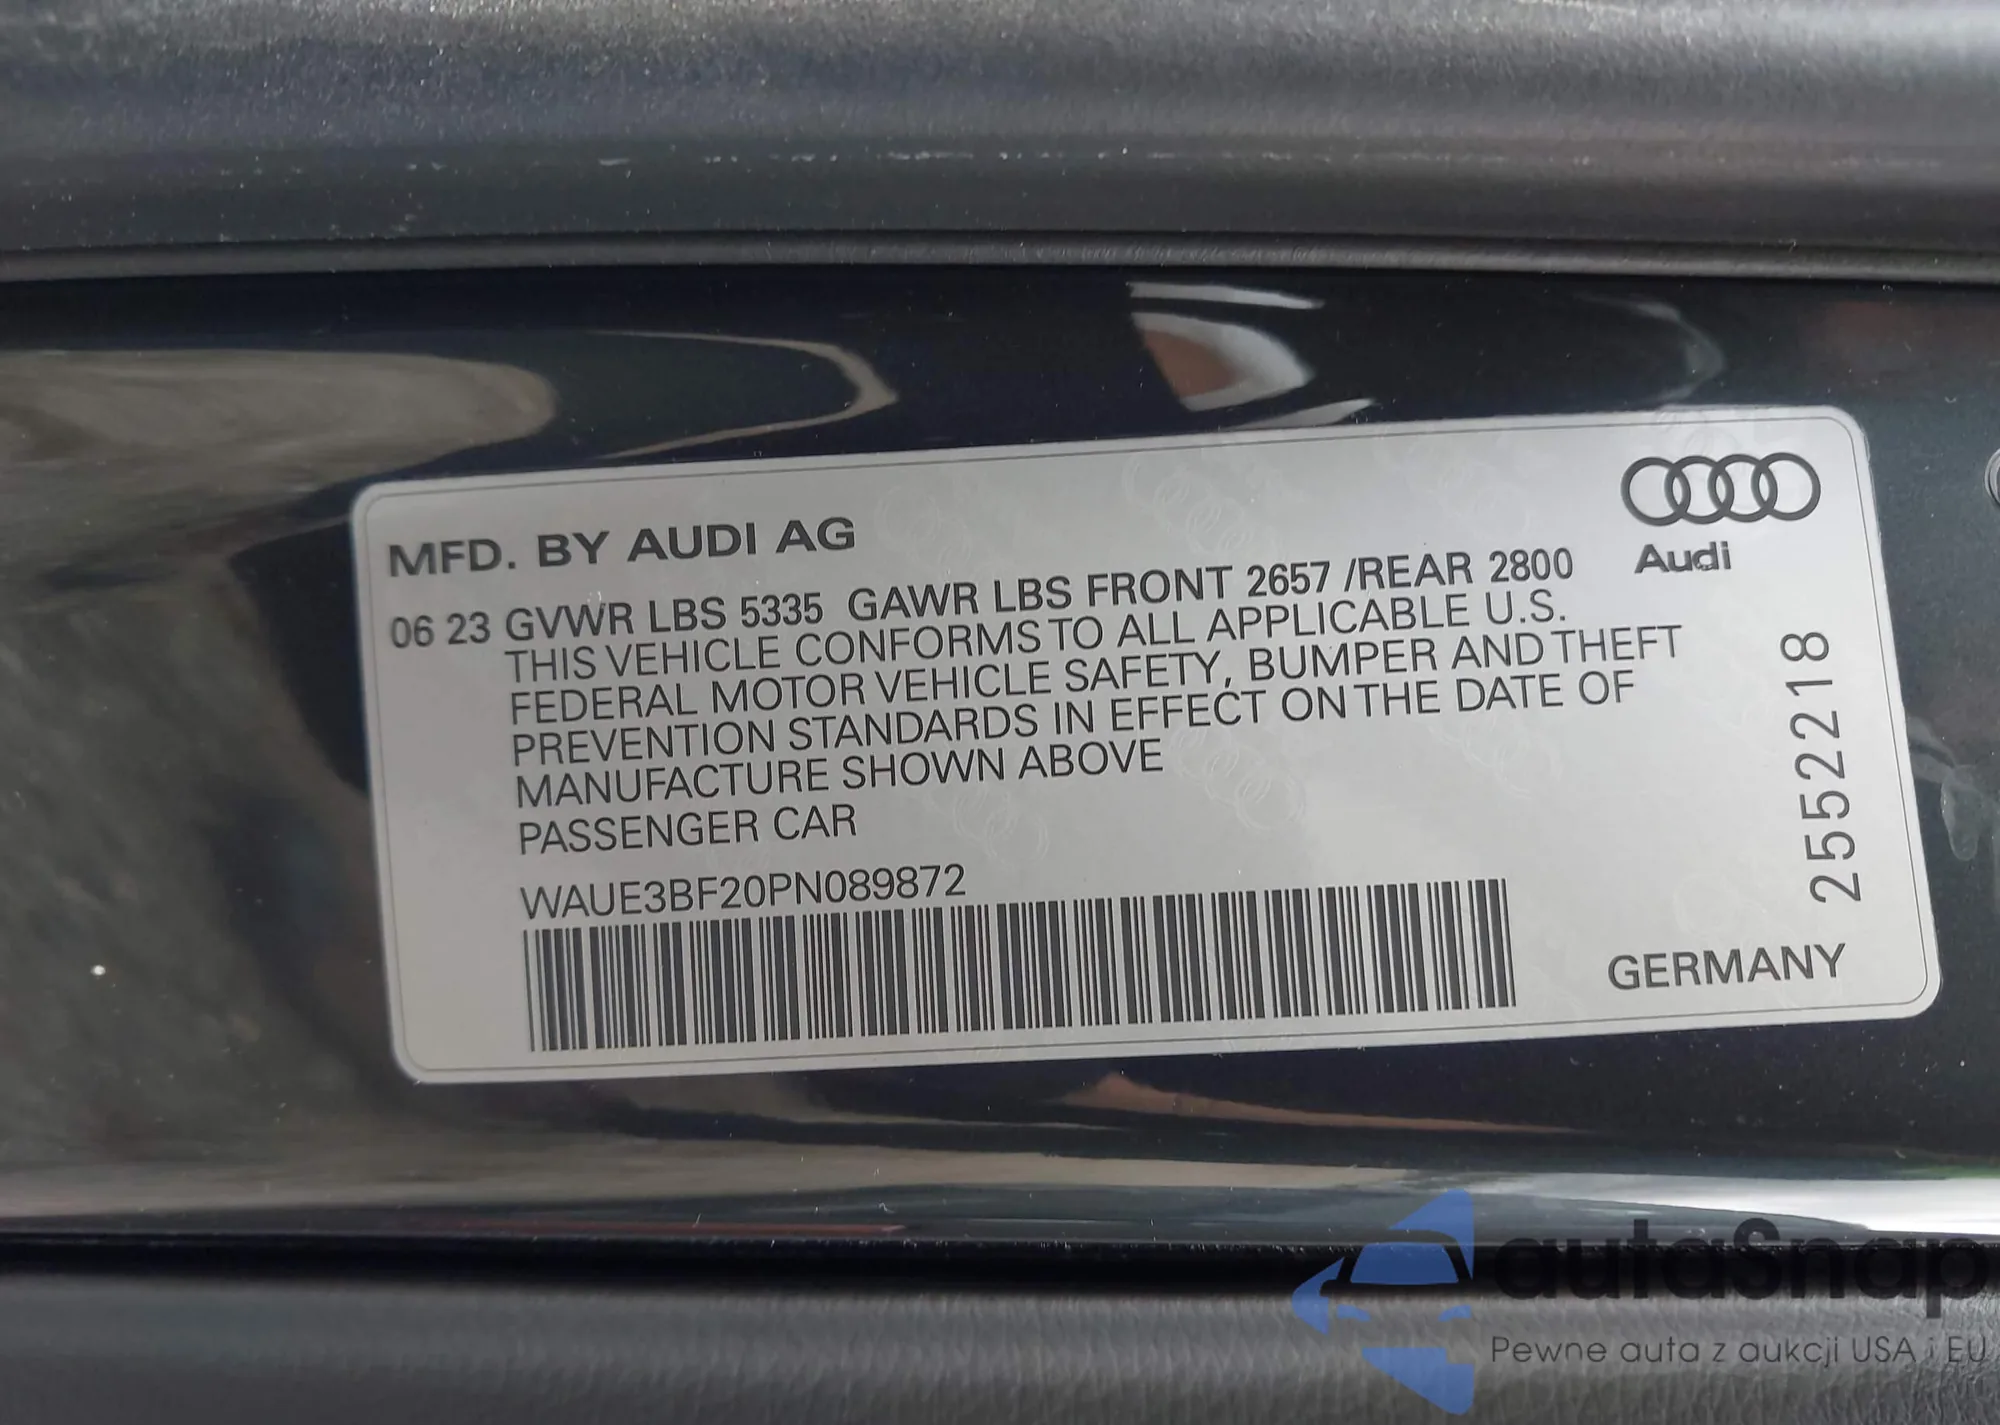 MFD. BY AUDI AG
Audi
06 23 GVWR LBS 5335 GAWR LBS FRONT 2657 /REAR 2800
THIS VEHICLE CONFORMS TO ALL APPLICABLE U.S.
FEDERAL MOTOR VEHICLE SAFETY, BUMPER AND THEFT
PREVENTION STANDARDS IN EFFECT ON THE DATE OF
MANUFACTURE SHOWN ABOVE
PASSENGER CAR
WAUE3BF20PN089872
2552218
GERMANY
autaSnap
Pewne auta z aukcji USA i EU